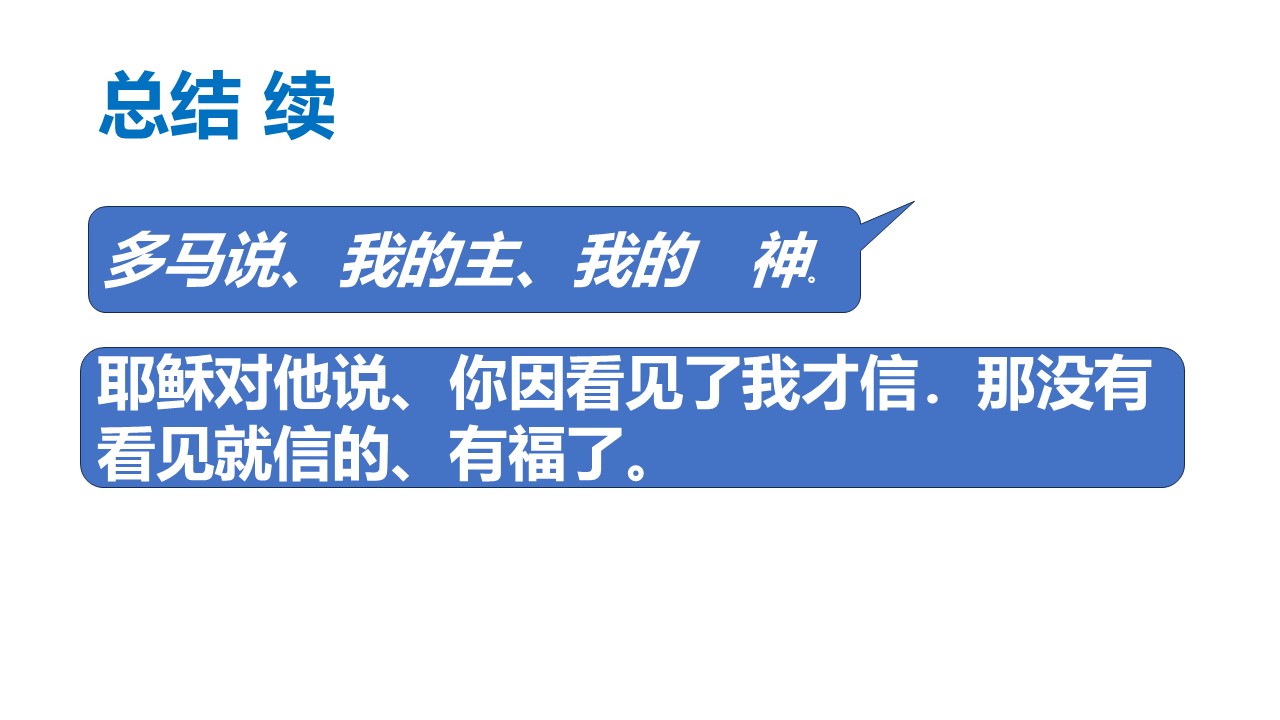 总结 续
多马说、我的主、我的　神。
耶稣对他说、你因看见了我才信．那没有
看见就信的、有福了。